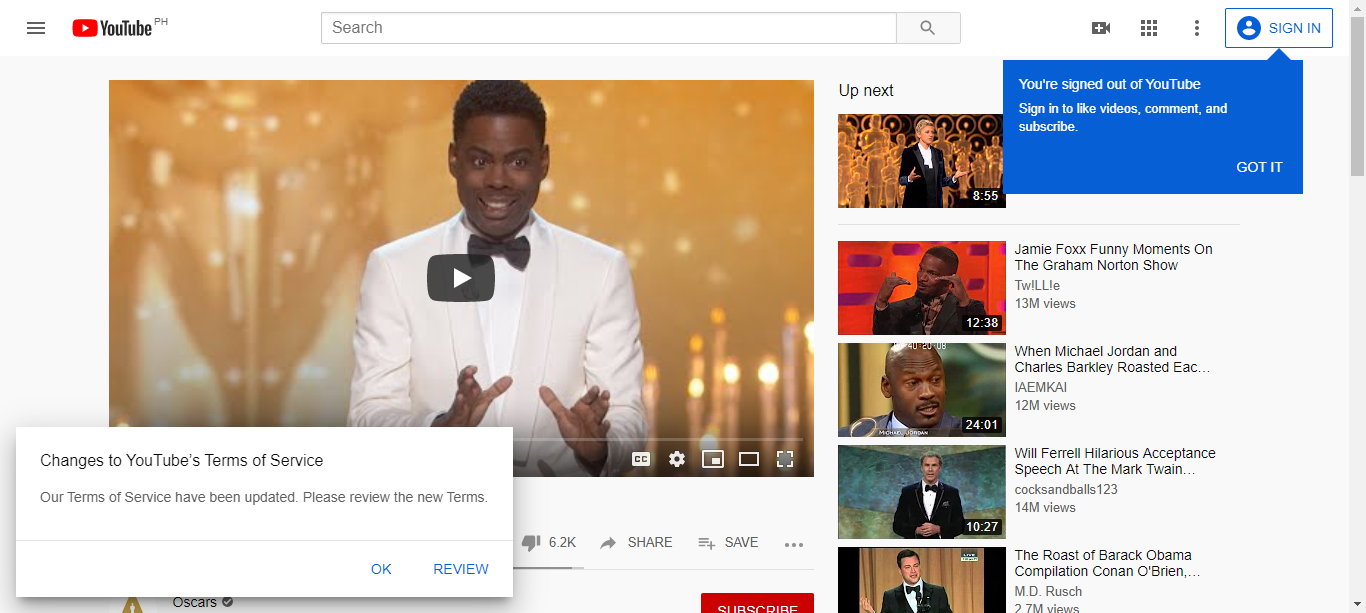 YouTube PH
Search
SIGN IN
You're signed out of YouTube
Sign in to like videos, comment, and
subscribe.
GOT IT
Up next
8:55
Jamie Foxx Funny Moments On
The Graham Norton Show
Tw!LL!e
13M views
12:38
When Michael Jordan and
Charles Barkley Roasted Eac...
IAEMKAI
12M views
MICHAEL JORDAN
24:01
Will Ferrell Hilarious Acceptance
Speech At The Mark Twain...
cocksandballs123
14M views
10:27
The Roast of Barack Obama
Compilation Conan O'Brien,...
M.D. Rusch
2.7M views
CC
Changes to YouTube’s Terms of Service
Our Terms of Service have been updated. Please review the new Terms.
OK REVIEW
6.2K SHARE SAVE
Oscars
SUBSCRIBE